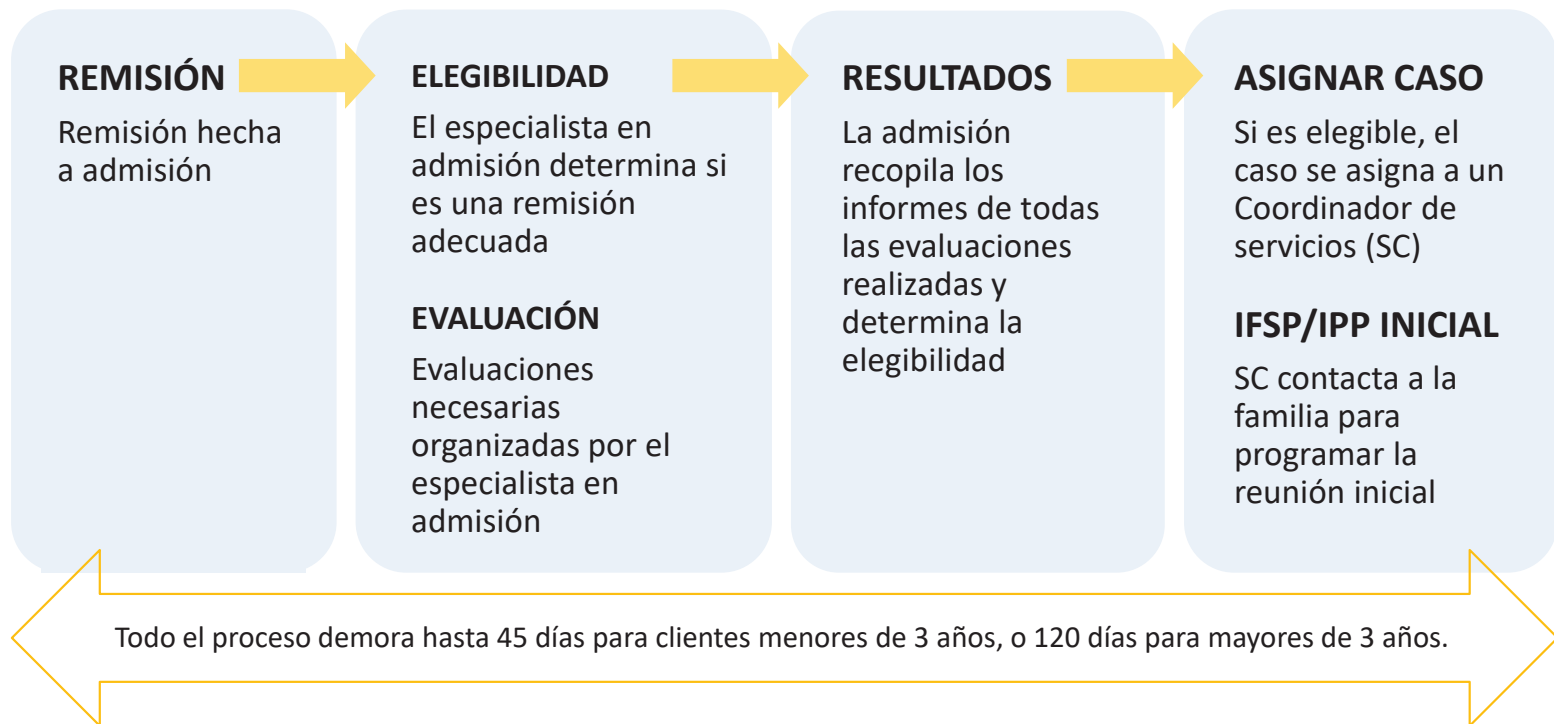 REMISIÓN
Remisión hecha
a admisión
ELEGIBILIDAD
El especialista en
admisión determina si
es una remisión
adecuada
EVALUACIÓN
Evaluaciones
necesarias
organizadas por el
especialista en
admisión
RESULTADOS
La admisión
recopila los
informes de todas
las evaluaciones
realizadas y
determina la
elegibilidad
ASIGNAR CASO
Si es elegible, el
caso se asigna a un
Coordinador de
servicios (SC)
IFSP/IPP INICIAL
SC contacta a la
familia para
programar la
reunión inicial
Todo el proceso demora hasta 45 días para clientes menores de 3 años, o 120 días para mayores de 3 años.